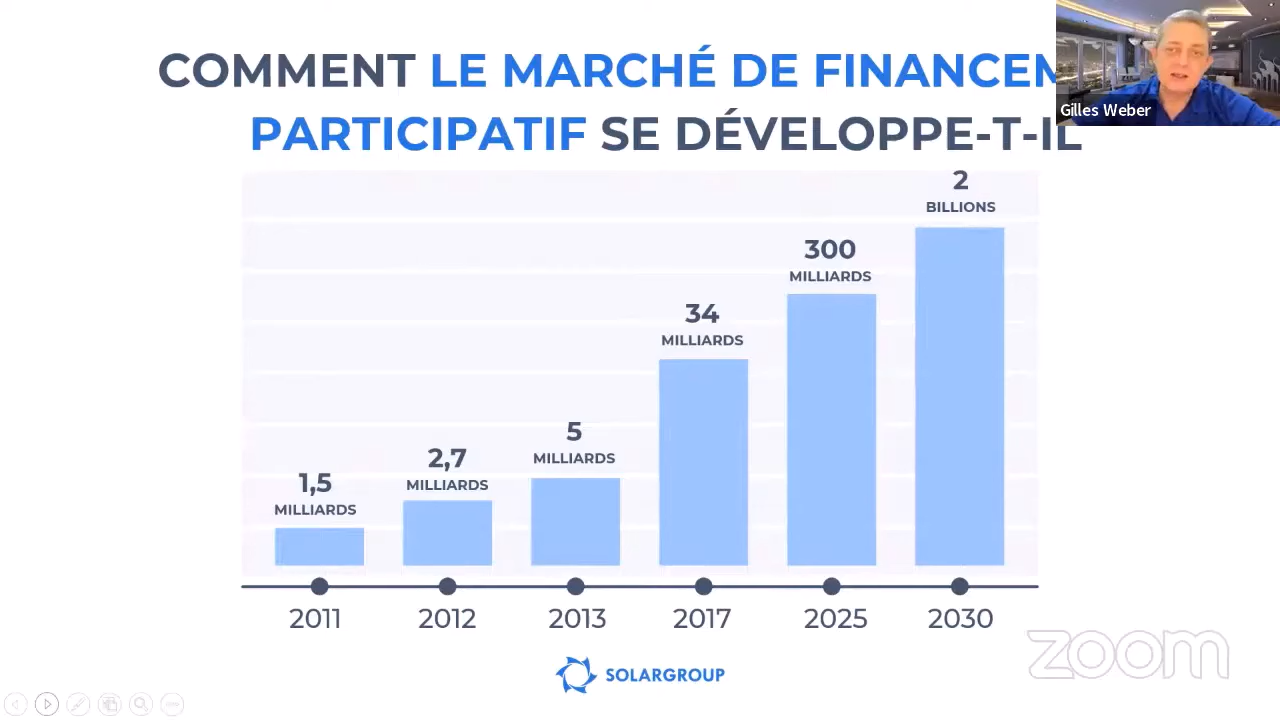 COMMENT LE MARCHÉ DE FINANCEM
PARTICIPATIF SE DÉVELOPPE-T-IL
Gilles Weber
2
BILLIONS
300
MILLIARDS
34
MILLIARDS
5
MILLIARDS
2,7
MILLIARDS
1,5
MILLIARDS
2011 2012 2013 2017 2025 2030
SOLARGROUP
zoom